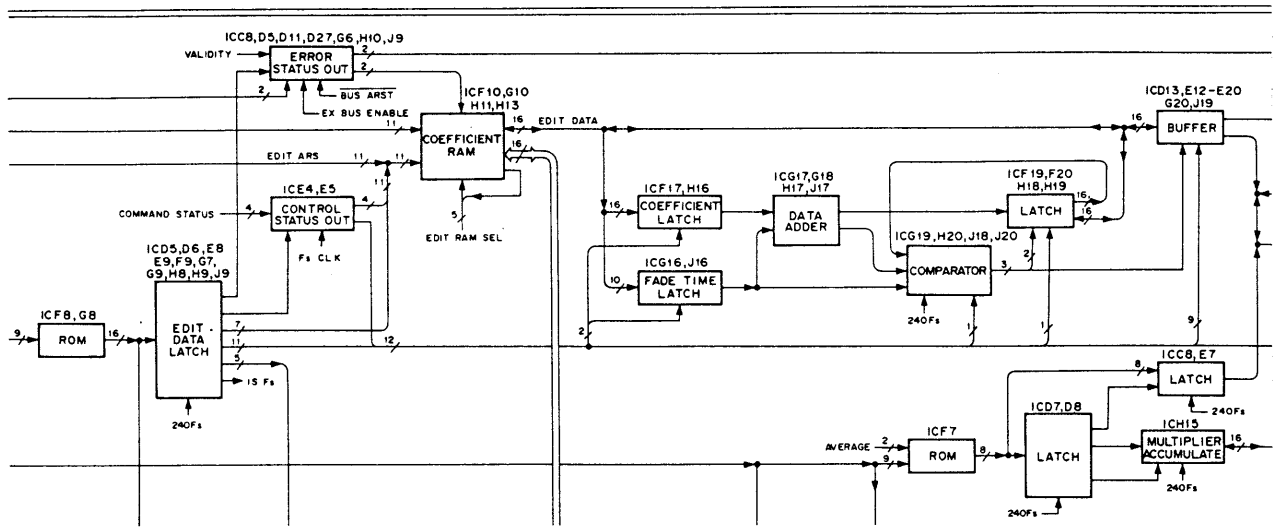 ICC8, D5, D11, D27, G6, H10, J9
VALIDITY
ERROR
STATUS OUT
2
2
2
BUS ARST
EX BUS ENABLE
ICF10, G10
H11, H13
COEFFICIENT
RAM
11
16
EDIT DATA
16
EDIT ARS
11
11
11
5
EDIT RAM SEL
ICE4, E5
COMMAND STATUS
4
CONTROL
STATUS OUT
4
Fs CLK
ICD5, D6, E8
E9, F9, G7,
G9, H8, H9, J9
EDIT
DATA
LATCH
7
11
5
IS Fs
12
240Fs
ICF8, G8
9
ROM
16
ICF17, H16
16
COEFFICIENT
LATCH
ICG16, J16
10
FADE TIME
LATCH
2
ICG17, G18
H17, J17
DATA
ADDER
ICG19, H20, J18, J20
COMPARATOR
3
240Fs
1
ICF19, F20
H18, H19
LATCH
16
16
2
1
ICD13, E12-E20
G20, J19
16
BUFFER
9
ICC8, E7
8
LATCH
240Fs
ICD7, D8
LATCH
240Fs
ICH15
MULTIPLIER
ACCUMULATE
16
240Fs
ICF7
AVERAGE
2
9
ROM
8